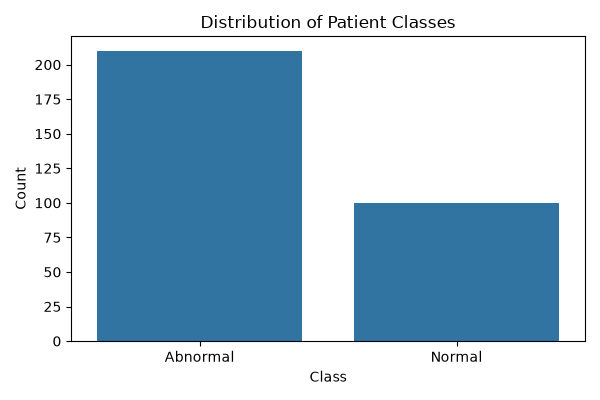 Distribution of Patient Classes
Count
200
175
150
125
100
75
50
25
0
Abnormal Normal
Class